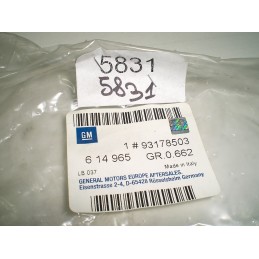 5831
5831
GM
1 # 93178503
6 14 965 GR.0.662
Made in Italy
LB 037
GENERAL MOTORS EUROPE AFTERSALES,
Eisenstrasse 2-4, D-65428 Rüsselsheim Germany